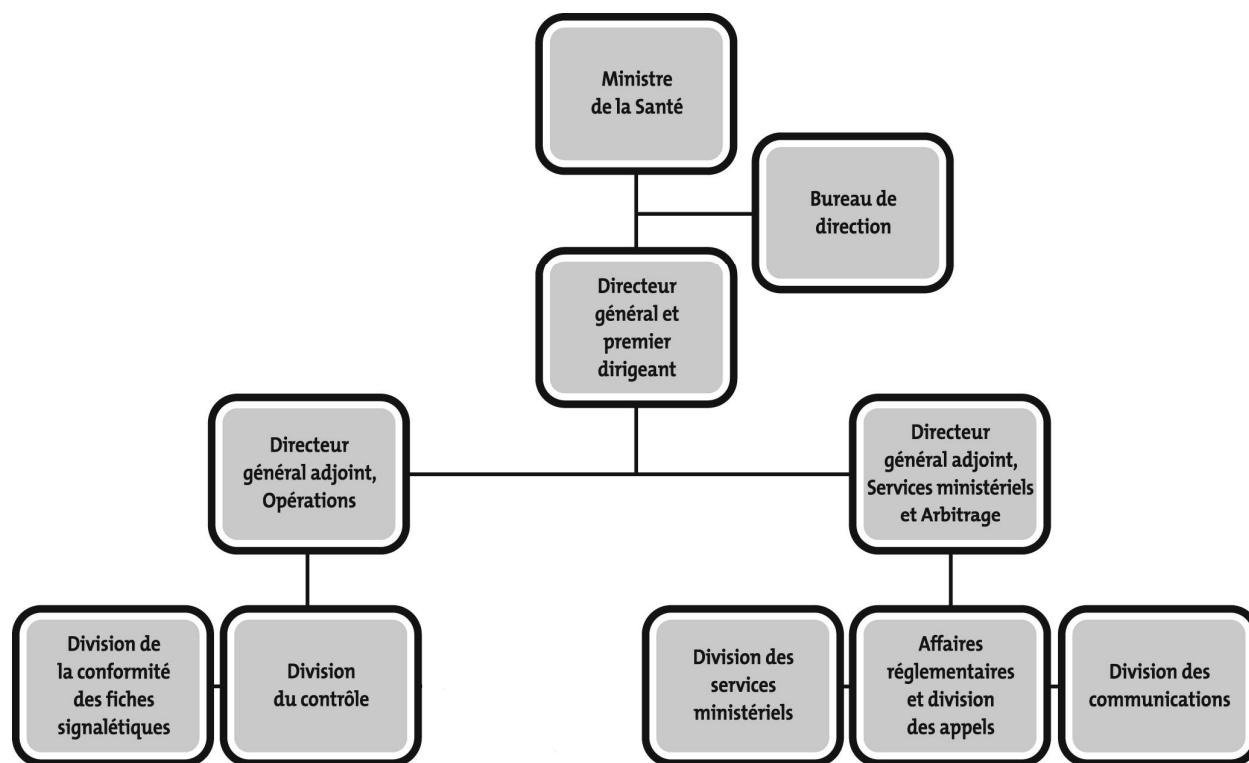 Ministre
de la Santé
Bureau de
direction
Directeur
général et
premier
dirigeant
Directeur
général adjoint,
Opérations
Directeur
général adjoint,
Services ministériels
et Arbitrage
Division de
la conformité
des fiches
signalétiques
Division
du contrôle
Division des
services
ministériels
Affaires
réglementaires
et division
des appels
Division des
communications